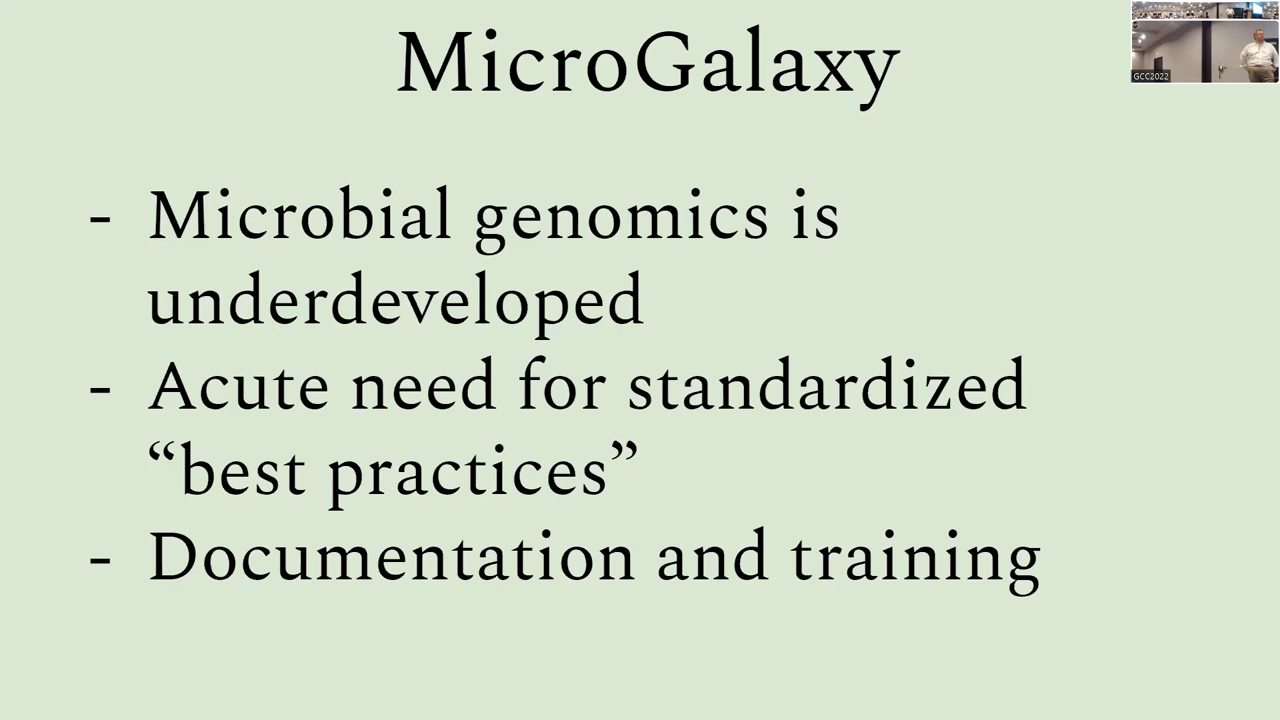 MicroGalaxy
GCC2022
- Microbial genomics is
underdeveloped
- Acute need for standardized
“best practices”
- Documentation and training